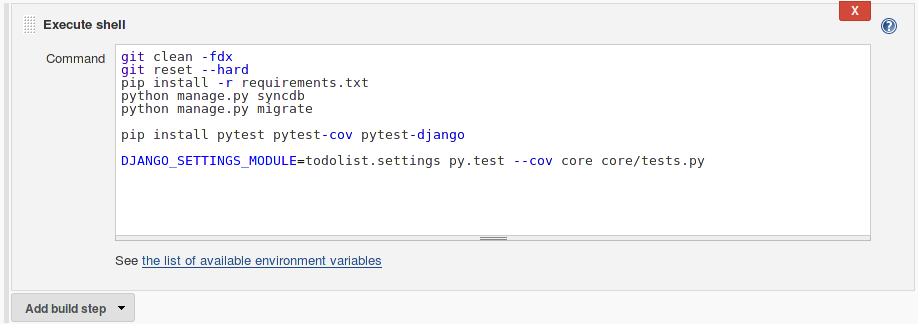 X
Execute shell
Command
git clean -fdx
git reset --hard
pip install -r requirements.txt
python manage.py syncdb
python manage.py migrate
pip install pytest pytest-cov pytest-django
DJANGO_SETTINGS_MODULE=todolist.settings py.test --cov core core/tests.py
See the list of available environment variables
Add build step